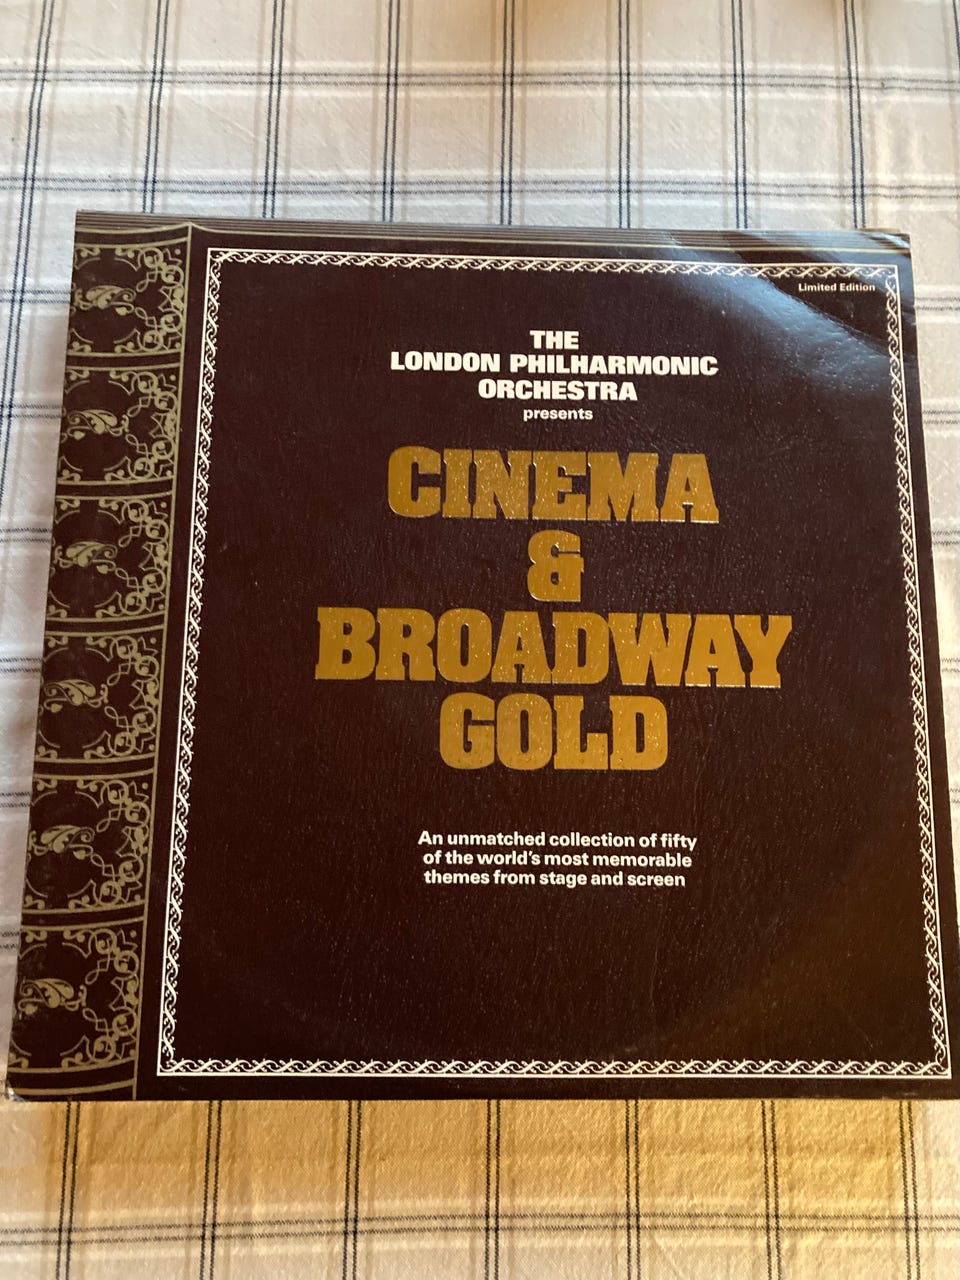 Limited Edition
THE
LONDON PHILHARMONIC
ORCHESTRA
presents
CINEMA
&
BROADWAY
GOLD
An unmatched collection of fifty
of the world's most memorable
themes from stage and screen